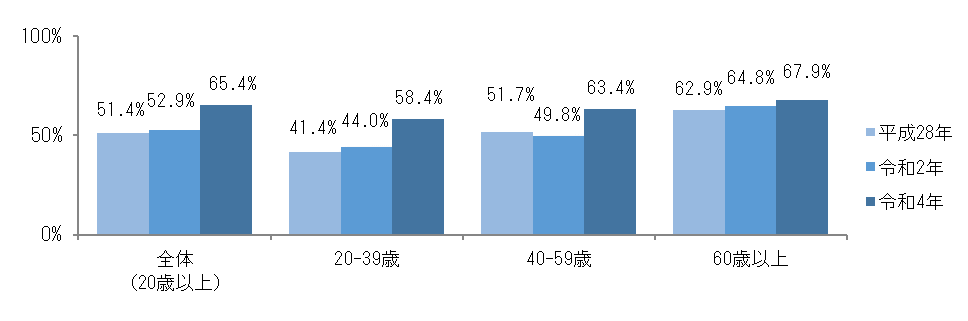 100%
50%
0%
51.4%
52.9%
65.4%
41.4%
44.0%
58.4%
51.7%
49.8%
63.4%
62.9%
64.8%
67.9%
全体
（20歳以上）
20-39歳
40-59歳
60歳以上
平成28年
令和2年
令和4年